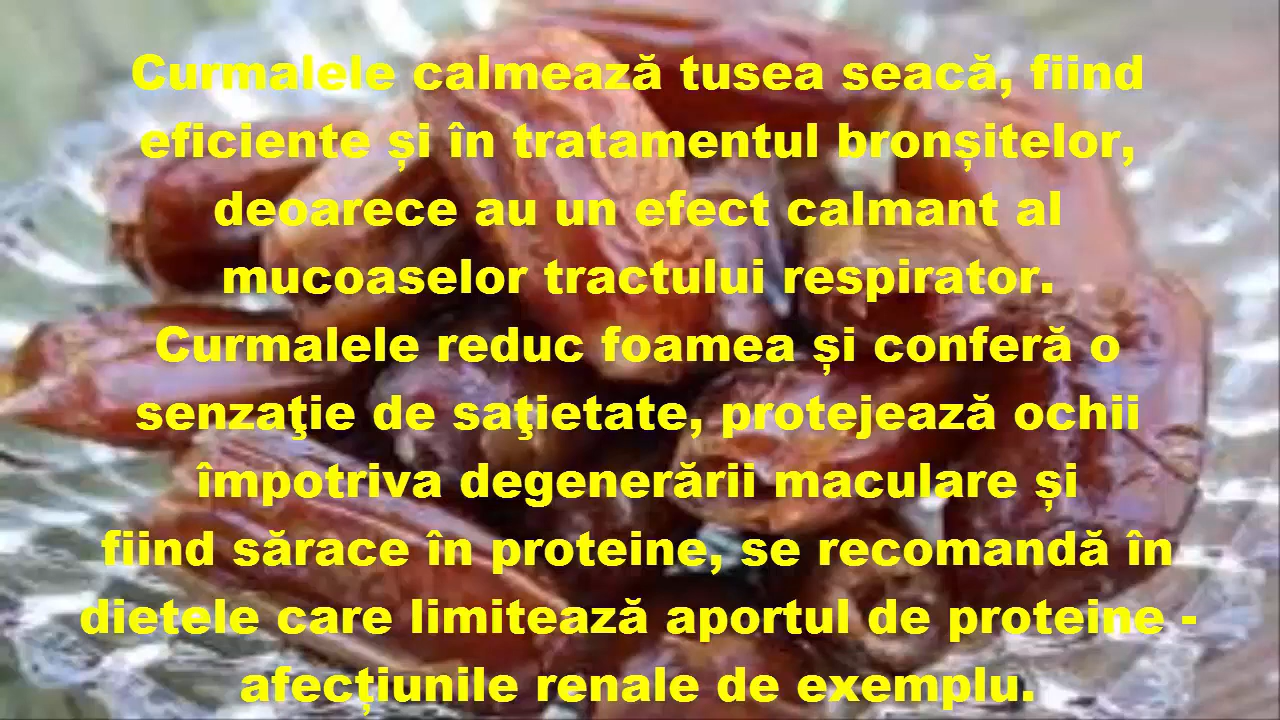 Curmalele calmează tusea seacă, fiind
eficiente și în tratamentul bronșitelor,
deoarece au un efect calmant al
mucoaselor tractului respirator.
Curmalele reduc foamea și conferă o
senzaţie de saţietate, protejează ochii
împotriva degenerării maculare și
fiind sărace în proteine, se recomandă în
dietele care limitează aportul de proteine -
afecțiunile renale de exemplu.